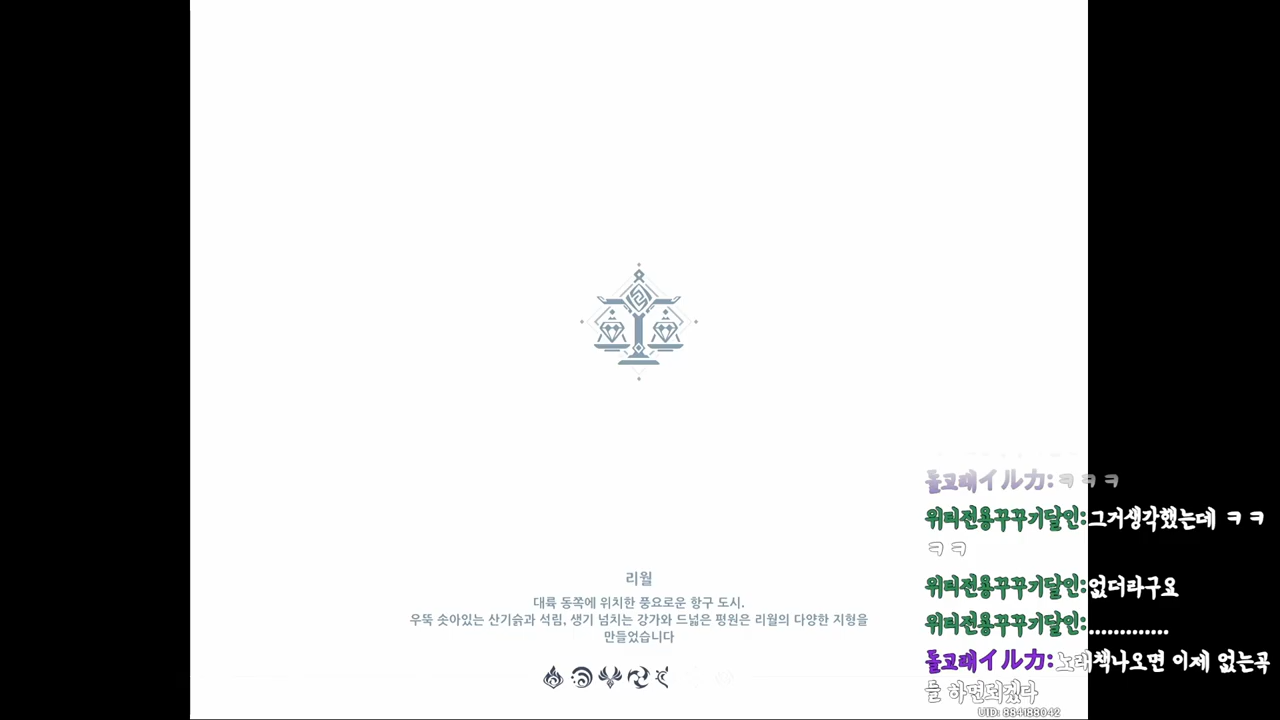 리월
대륙 동쪽에 위치한 풍요로운 항구 도시.
우뚝 솟아있는 산기슭과 석림, 생기 넘치는 강가와 드넓은 평원은 리월의 다양한 지형을
만들었습니다
돌고래イルカ:ㅋㅋㅋ
위티전용꾸꾸기달인:그거생각했는데 ㅋㅋ
ㅋㅋ
위티전용꾸꾸기달인:없더라구요
위티전용꾸꾸기달인:.............
돌고래イルカ:노래책나오면 이제 없는곡
들 하면되겠다
UID: 884188042